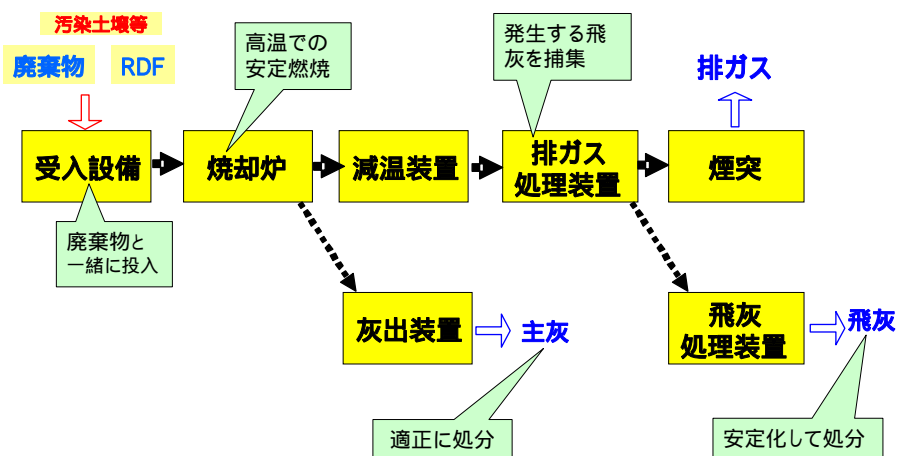 汚染土壌等
廃棄物
RDF
高温での
安定燃焼
発生する飛
灰を捕集
排ガス
受入設備
焼却炉
減温装置
排ガス
処理装置
煙突
廃棄物と
一緒に投入
灰出装置
主灰
飛灰
処理装置
飛灰
適正に処分
安定化して処分